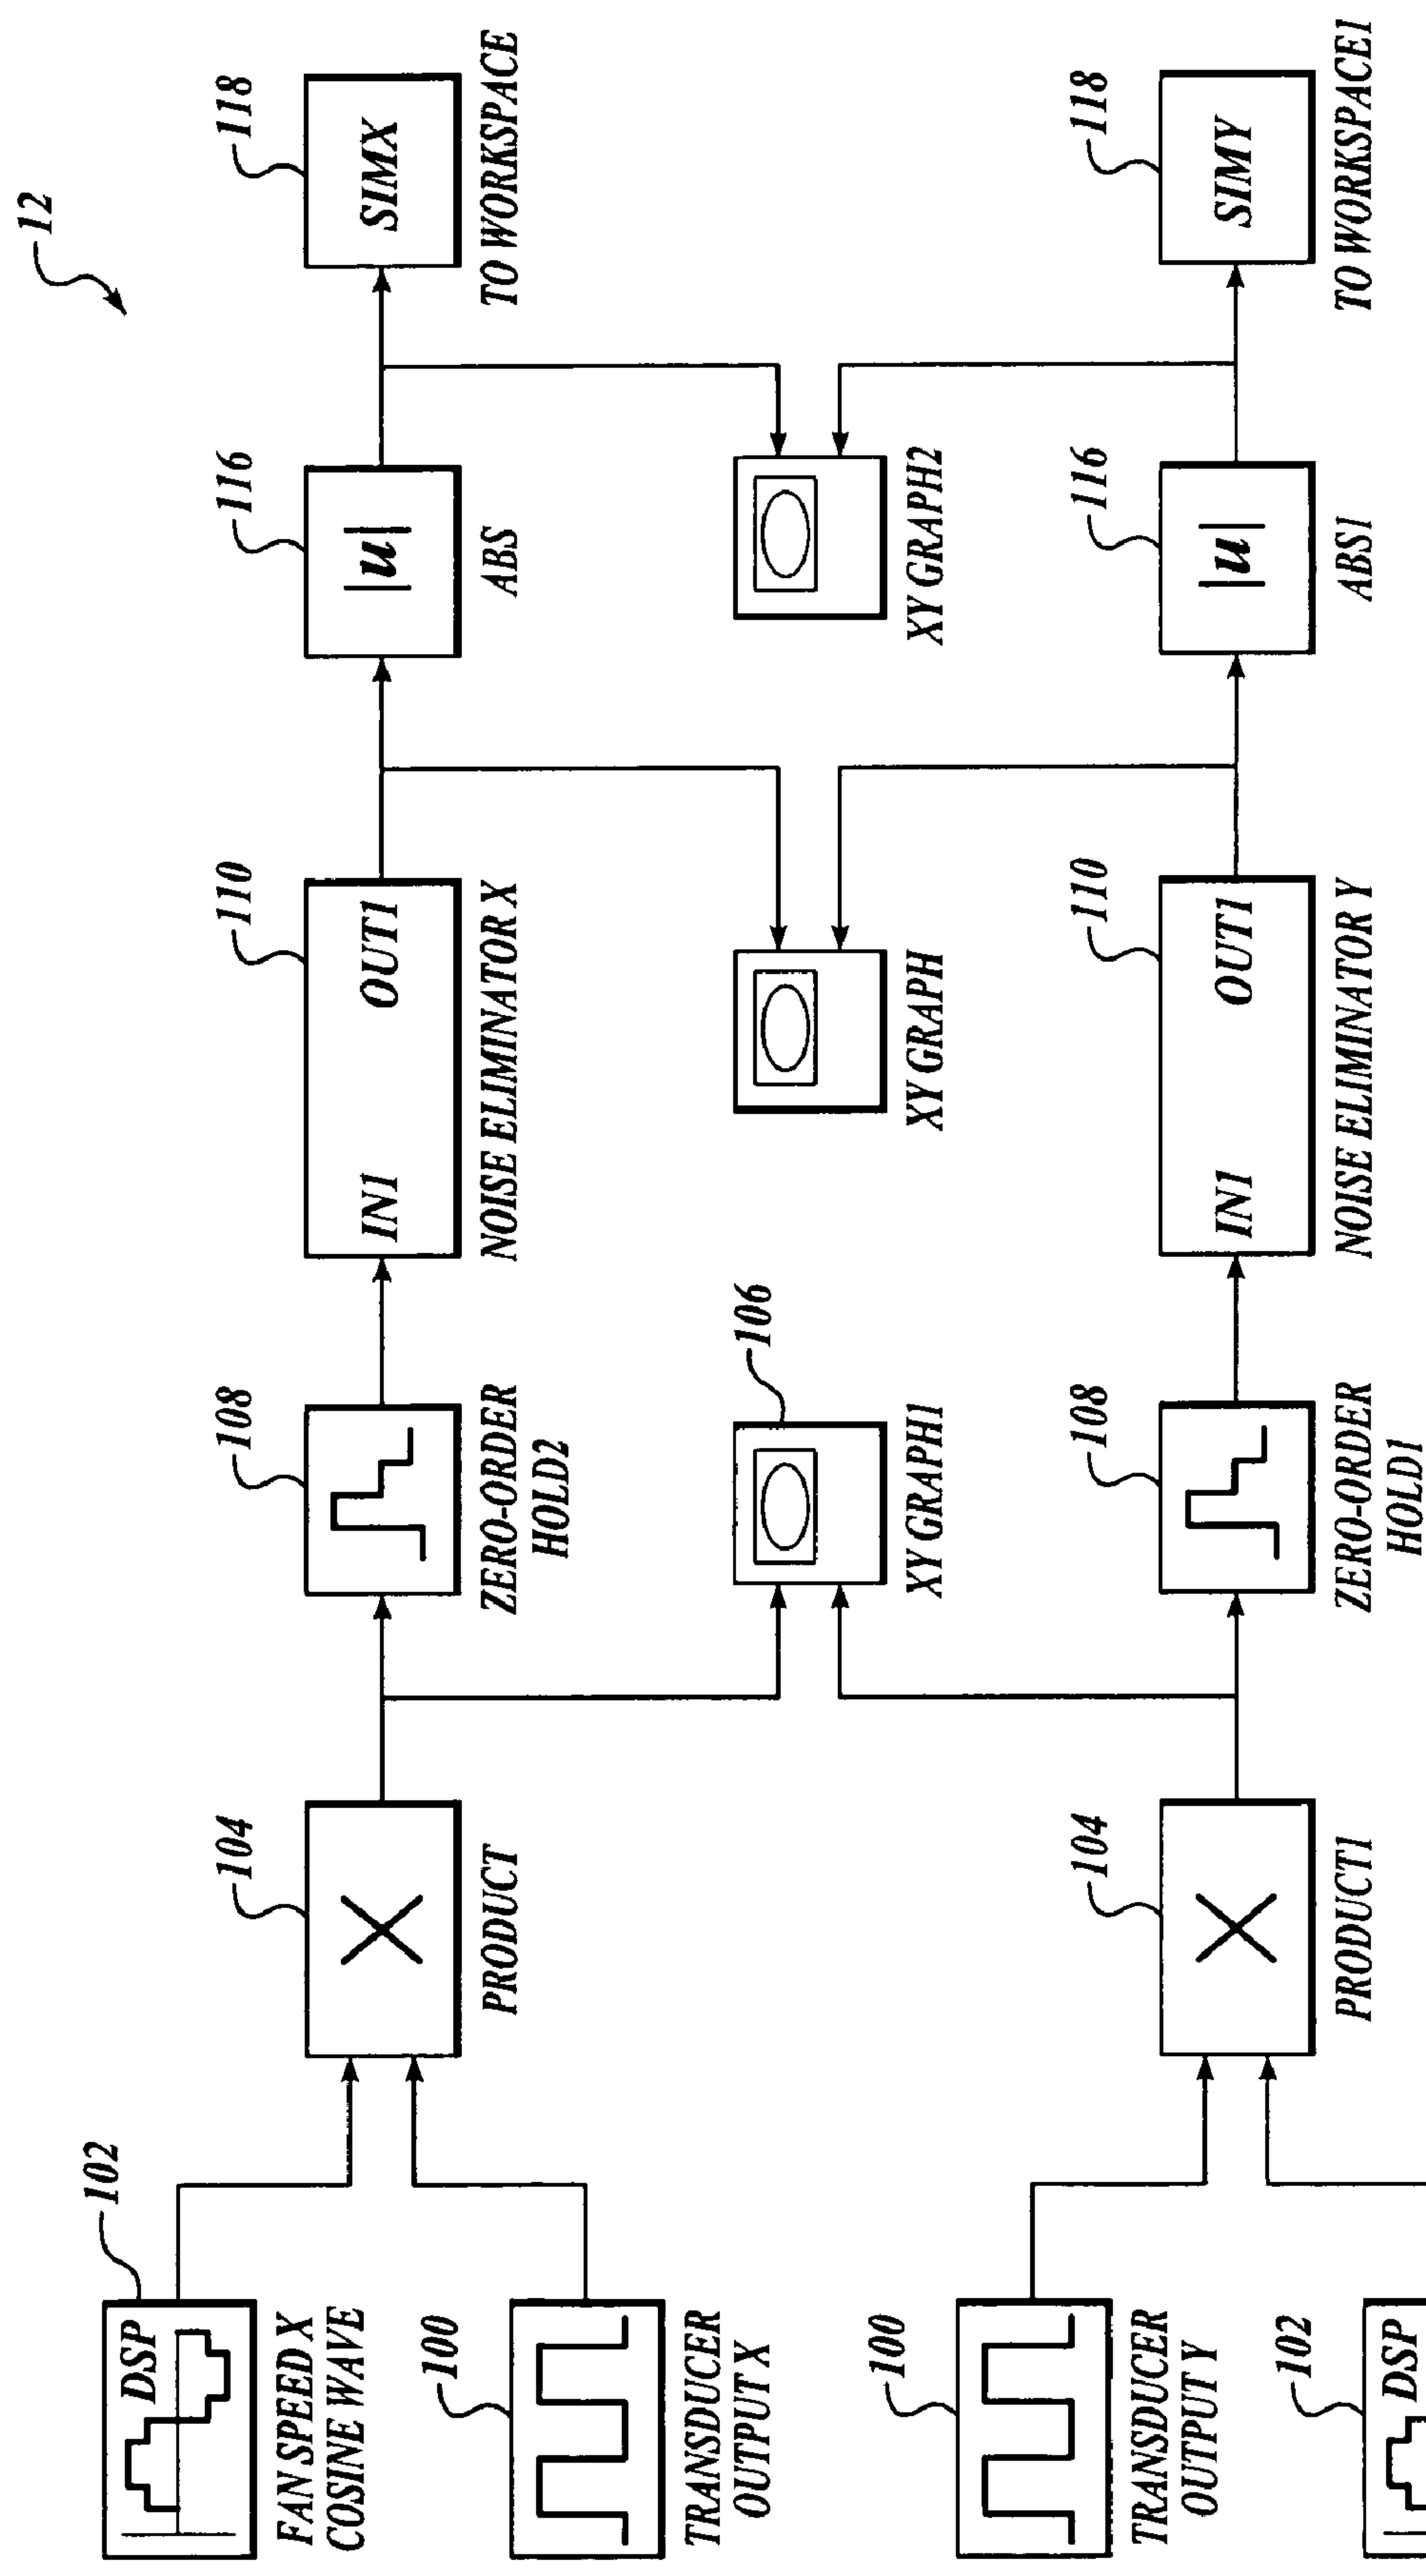 12
102
DSP
FAN SPEED X
COSINE WAVE
100
TRANSDUCER
OUTPUT X
104
PRODUCT
108
ZERO-ORDER
HOLD2
110
IN1
OUT1
NOISE ELIMINATOR X
116
|u|
ABS
118
SIMX
TO WORKSPACE
106
XY GRAPH1
XY GRAPH
XY GRAPH2
100
TRANSDUCER
OUTPUT Y
102
DSP
104
PRODUCT1
108
ZERO-ORDER
HOLD1
110
IN1
OUT1
NOISE ELIMINATOR Y
116
|u|
ABS1
118
SIMY
TO WORKSPACE1